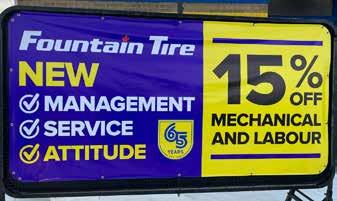 Fountain Tire
NEW
MANAGEMENT
SERVICE
ATTITUDE
65
YEARS
15% OFF
MECHANICAL
AND LABOUR